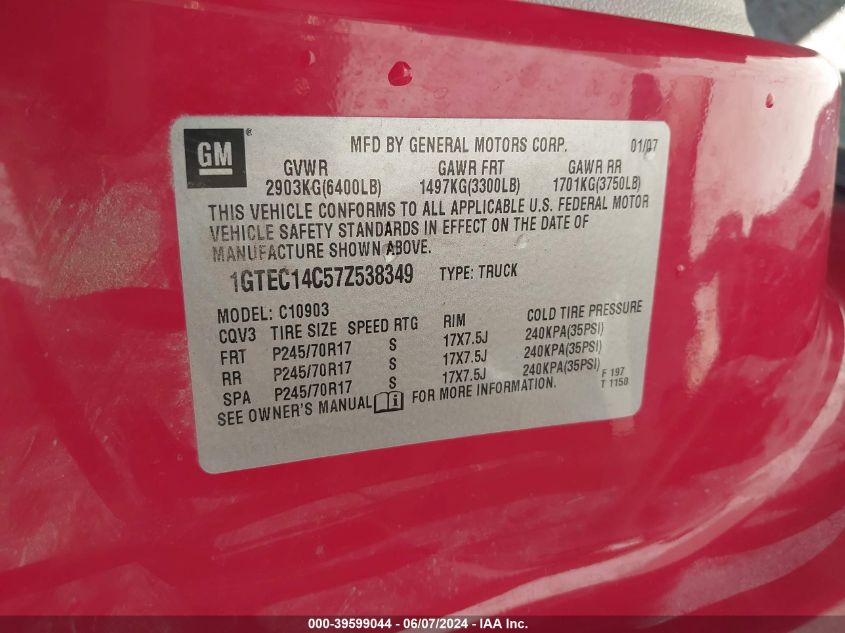 GM ® MFD BY GENERAL MOTORS CORP. 01/07
GVWR GAWR FRT GAWR RR
2903KG(6400LB) 1497KG(3300LB) 1701KG(3750LB)
THIS VEHICLE CONFORMS TO ALL APPLICABLE U.S. FEDERAL MOTOR
VEHICLE SAFETY STANDARDS IN EFFECT ON THE DATE OF
MANUFACTURE SHOWN ABOVE.
1GTEC14C57Z538349 TYPE: TRUCK
MODEL: C10903
CQV3 TIRE SIZE SPEED RTG RIM COLD TIRE PRESSURE
FRT P245/70R17 S 17X7.5J 240KPA(35PSI)
RR P245/70R17 S 17X7.5J 240KPA(35PSI)
SPA P245/70R17 S 17X7.5J 240KPA(35PSI)
SEE OWNER'S MANUAL i FOR MORE INFORMATION.
F 197
T 1150
000-39599044 - 06/07/2024 - IAA Inc.